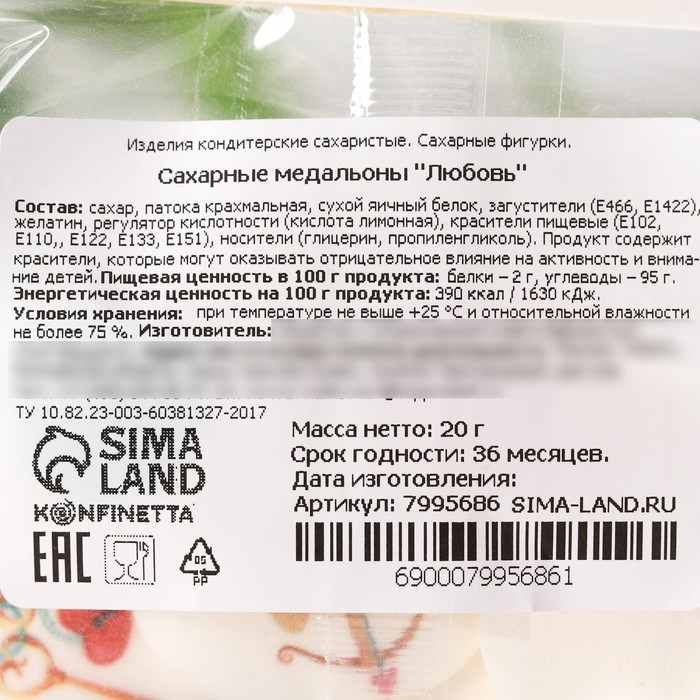 Изделия кондитерские сахаристые. Сахарные фигурки.
Сахарные медальоны "Любовь"
Состав: сахар, патока крахмальная, сухой яичный белок, загустители (Е466, Е1422),
желатин, регулятор кислотности (кислота лимонная), красители пищевые (Е102,
Е110,, Е122, Е133, Е151), носители (глицерин, пропиленгликоль). Продукт содержит
красители, которые могут оказывать отрицательное влияние на активность и внима-
ние детей. Пищевая ценность в 100 г продукта: белки – 2 г, углеводы – 95 г.
Энергетическая ценность на 100 г продукта: 390 ккал / 1630 кДж.
Условия хранения: при температуре не выше +25 °С и относительной влажности
не более 75 %. Изготовитель:
ТУ 10.82.23-003-60381327-2017
SIMA
LAND
KONFINETTA
Масса нетто: 20 г
Срок годности: 36 месяцев.
Дата изготовления:
Артикул: 7995686 SIMA-LAND.RU
EAC
05
PP
6900079956861